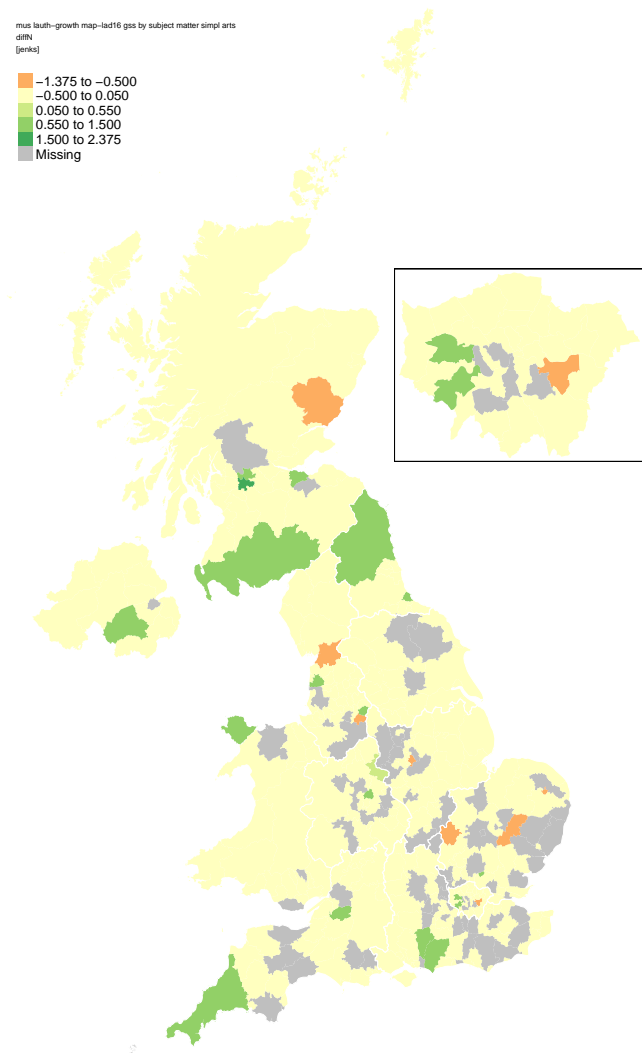 mus lauth−growth map−lad16 gss by subject matter simpl arts
diffN
[jenks]
−1.375 to −0.500
−0.500 to 0.050
0.050 to 0.550
0.550 to 1.500
1.500 to 2.375
Missing